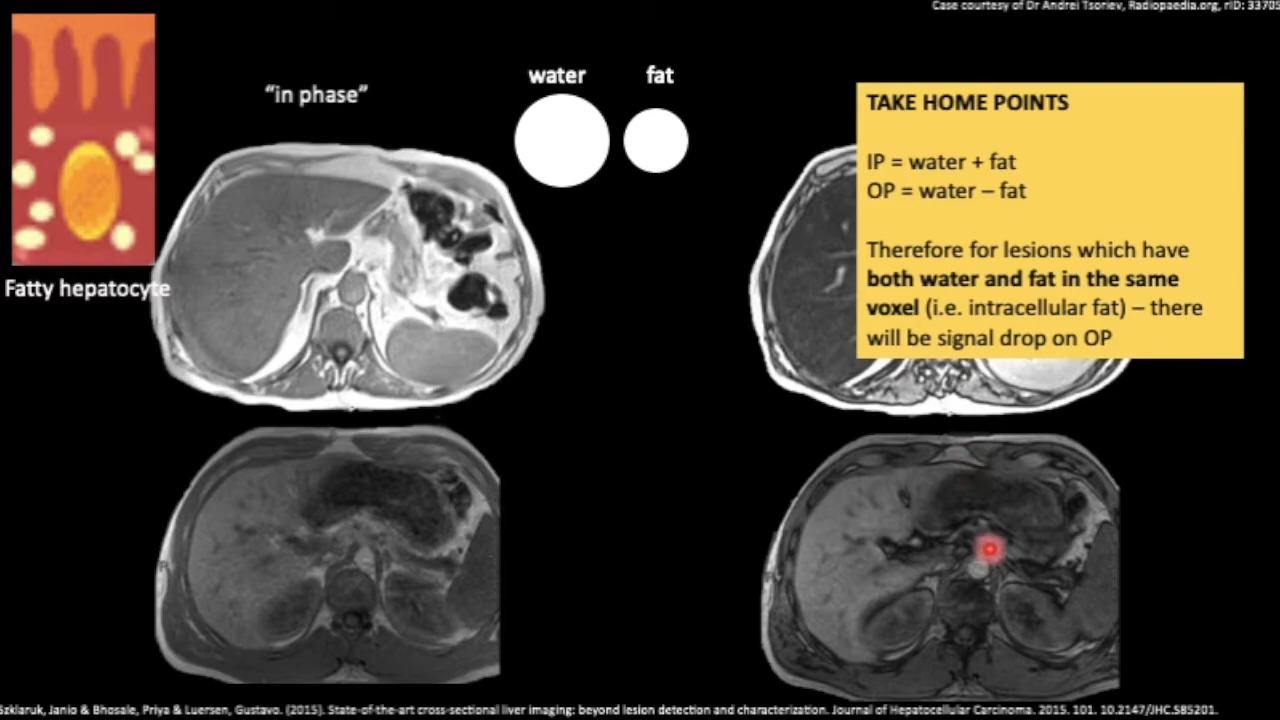 Case courtesy of Dr Andrei Tsoriev, Radiopaedia.org, rID: 33705
water fat
"in phase"
TAKE HOME POINTS
IP = water + fat
OP = water – fat
Therefore for lesions which have
both water and fat in the same
voxel (i.e. intracellular fat) – there
will be signal drop on OP
Fatty hepatocyte
R
Szklaruk, Janio & Bhosale, Priya & Luersen, Gustavo. (2015). State-of-the-art cross-sectional liver imaging: beyond lesion detection and characterization. Journal of Hepatocellular Carcinoma. 2015. 101. 10.2147/JHC.S85201.